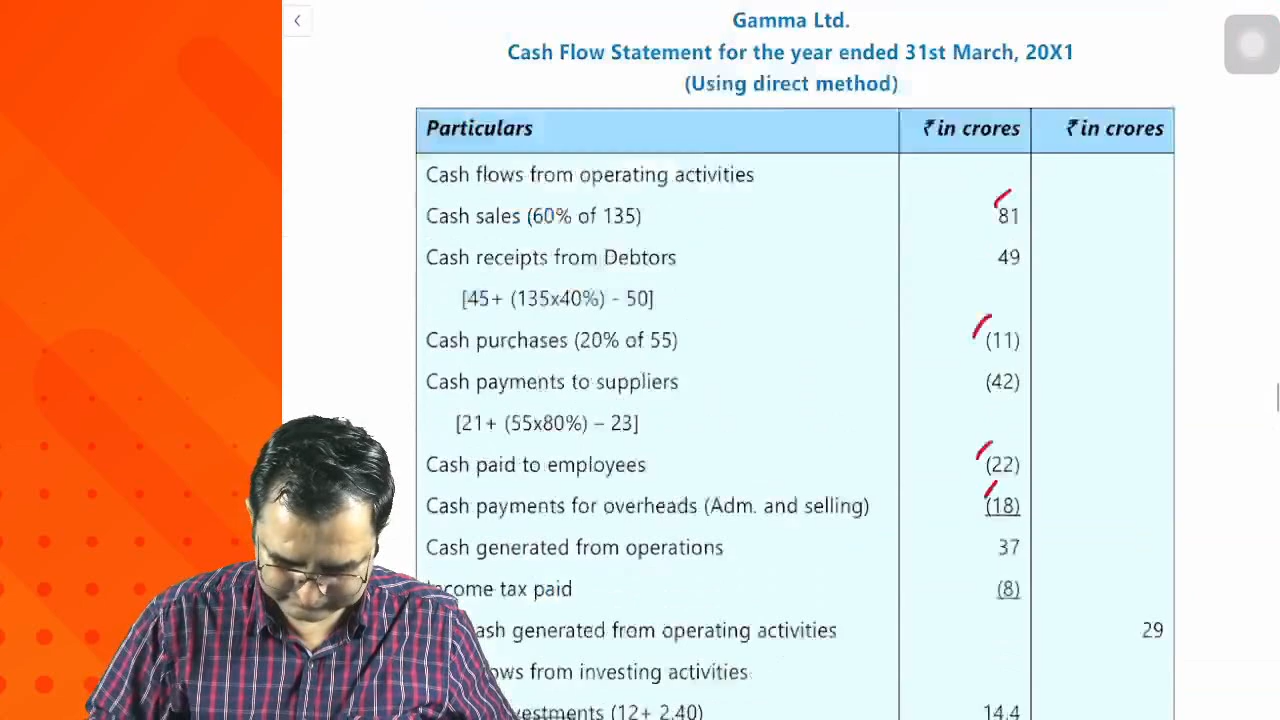 Gamma Ltd.
Cash Flow Statement for the year ended 31st March, 20X1
(Using direct method)
Particulars ₹ in crores ₹ in crores
Cash flows from operating activities
Cash sales (60% of 135) 81
Cash receipts from Debtors 49
[45+ (135x40%) - 50]
Cash purchases (20% of 55) (11)
Cash payments to suppliers (42)
[21+ (55x80%) – 23]
Cash paid to employees (22)
Cash payments for overheads (Adm. and selling) (18)
Cash generated from operations 37
Income tax paid (8)
cash generated from operating activities 29
from investing activities
(12+ 2.40) 14.4